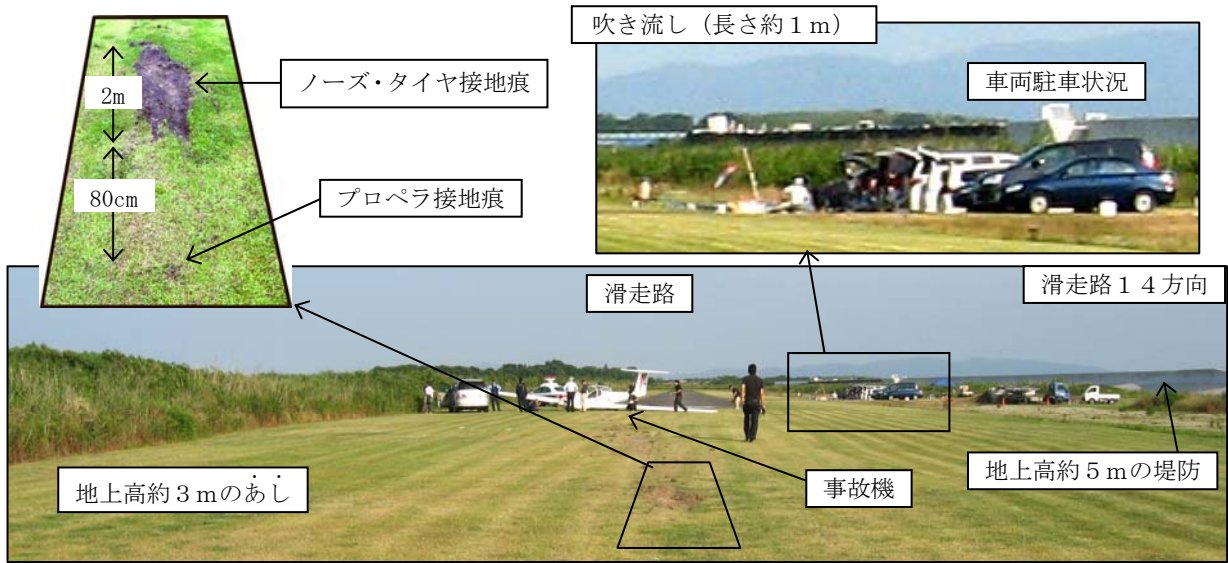 吹き流し（長さ約１ｍ）
ノーズ・タイヤ接地痕
車両駐車状況
2m
80cm
プロペラ接地痕
滑走路
滑走路１４方向
地上高約３ｍのあし
事故機
地上高約５ｍの堤防